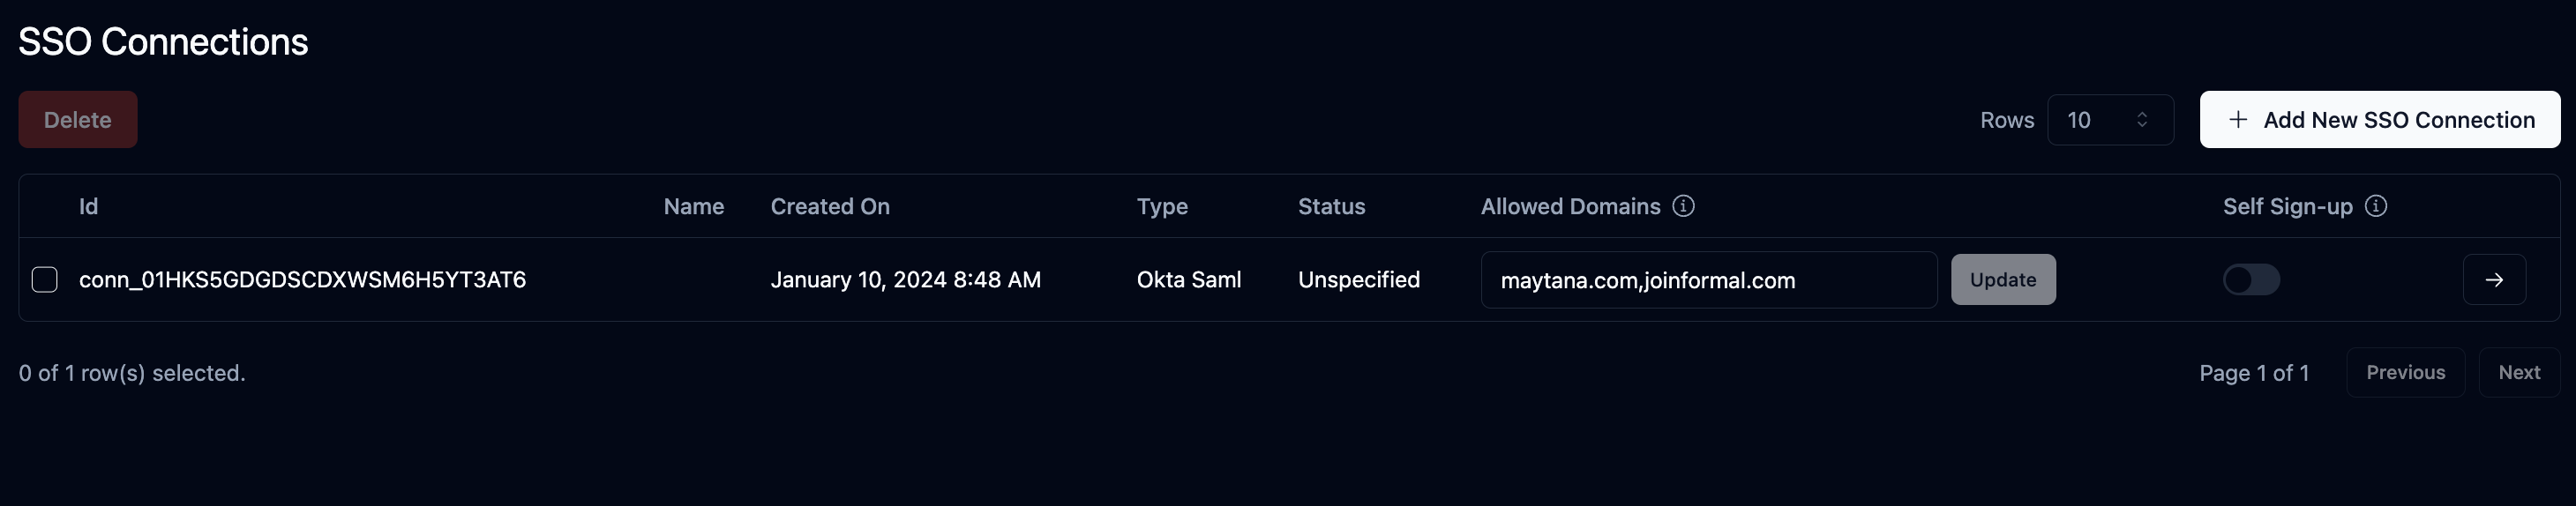 SSO Connections
Delete
Rows 10 Add New SSO Connection
Id Name Created On Type Status Allowed Domains Self Sign-up
conn_01HKS5GDGDSCDXWSM6H5YT3AT6 January 10, 2024 8:48 AM Okta Saml Unspecified maytana.com,joinformal.com Update
0 of 1 row(s) selected. Page 1 of 1 Previous Next